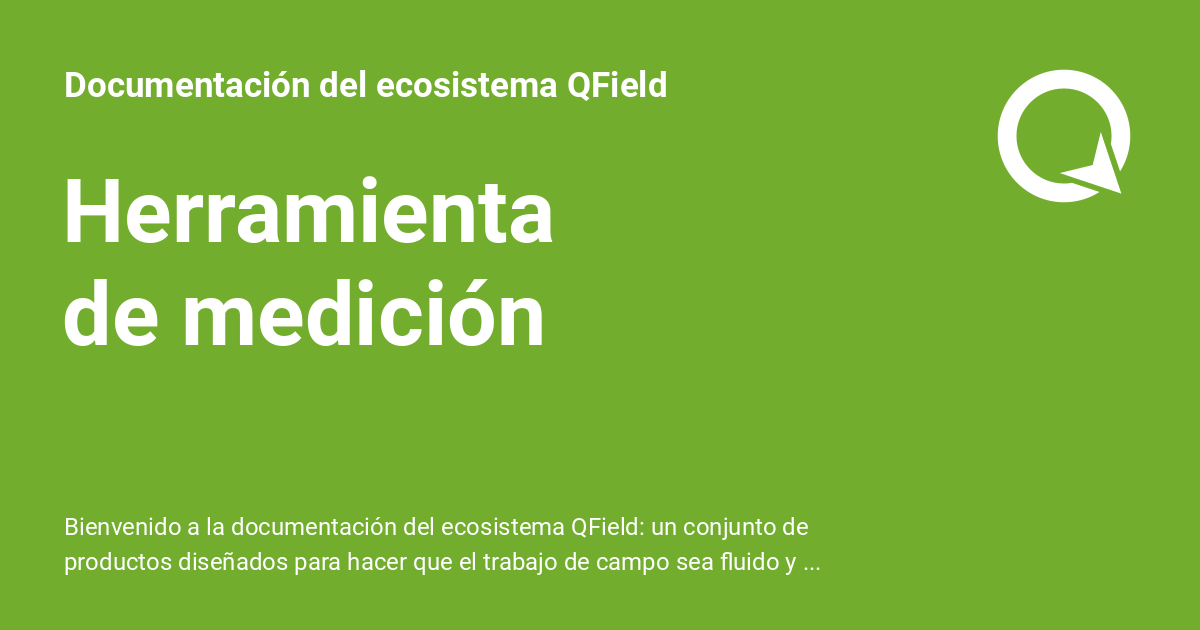 Documentación del ecosistema QField
Herramienta
de medición
Bienvenido a la documentación del ecosistema QField: un conjunto de
productos diseñados para hacer que el trabajo de campo sea fluido y ...